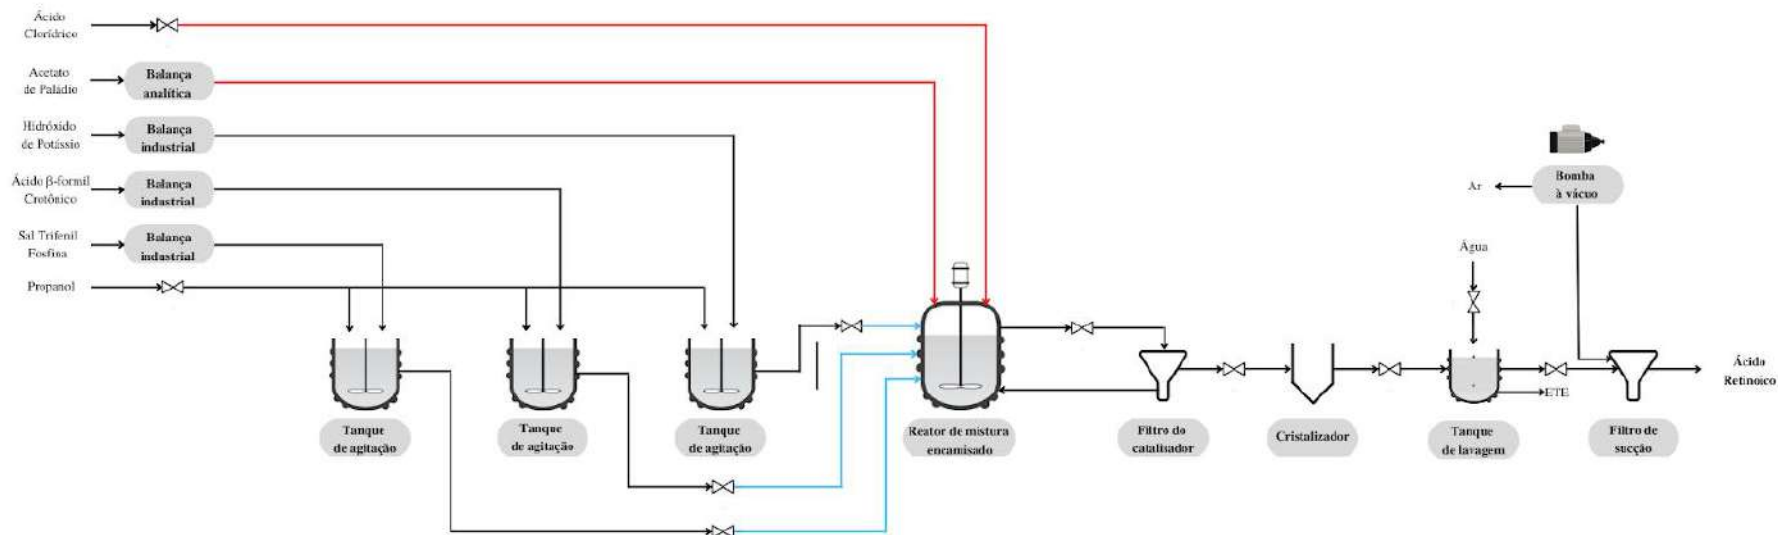 Ácido
Clorídrico
Acetato
de Paládio
Balança
analítica
Hidróxido
de Potássio
Balança
industrial
Ácido β-formil
Crotônico
Balança
industrial
Sal Trifenil
Fosfina
Balança
industrial
Propanol
Bomba
à vácuo
Ar
Água
ETE
Ácido
Retinoico
Tanque
de agitação
Tanque
de agitação
Tanque
de agitação
Reator de mistura
encamisado
Filtro do
catalisador
Cristalizador
Tanque
de lavagem
Filtro de
sucção